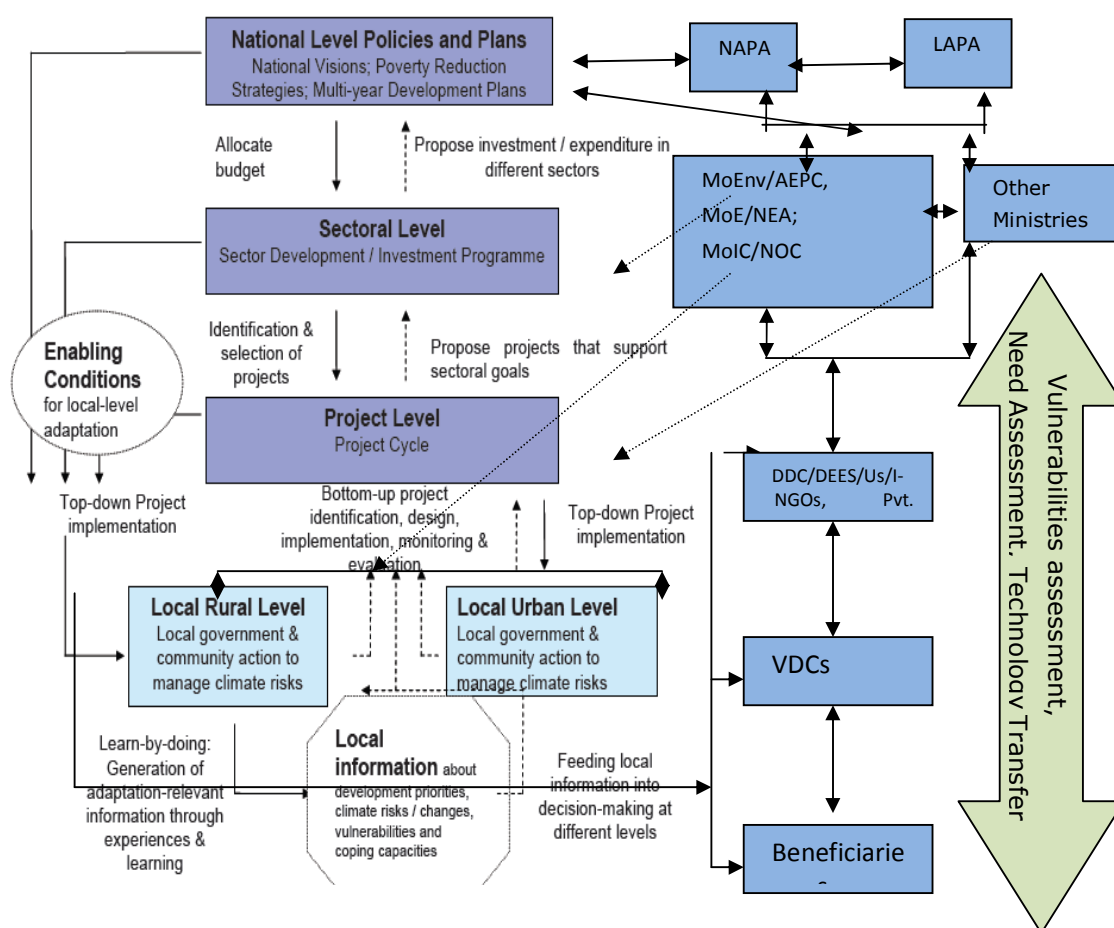 National Level Policies and Plans
National Visions; Poverty Reduction
Strategies; Multi-year Development Plans
NAPA
LAPA
Allocate
budget
Propose investment / expenditure in
different sectors
MoEnv/AEPC,
MoE/NEA;
MoIC/NOC
Other
Ministries
Sectoral Level
Sector Development / Investment Programme
Identification &
selection of
projects
Propose projects that support
sectoral goals
Enabling
Conditions
for local-level
adaptation
Project Level
Project Cycle
Top-down Project
implementation
Bottom-up project
identification, design,
implementation, monitoring &
evaluation
Top-down Project
implementation
DDC/DEES/Us/I-
NGOs, Pvt.
Local Rural Level
Local government &
community action to
manage climate risks
Local Urban Level
Local government &
community action to
manage climate risks
VDCs
Learn-by-doing:
Generation of
adaptation-relevant
information through
experiences &
learning
Local
information about
development priorities,
climate risks / changes,
vulnerabilities and
coping capacities
Feeding local
information into
decision-making at
different levels
Beneficiarie
s
Vulnerabilities assessment,
Need Assessment, Technology Transfer